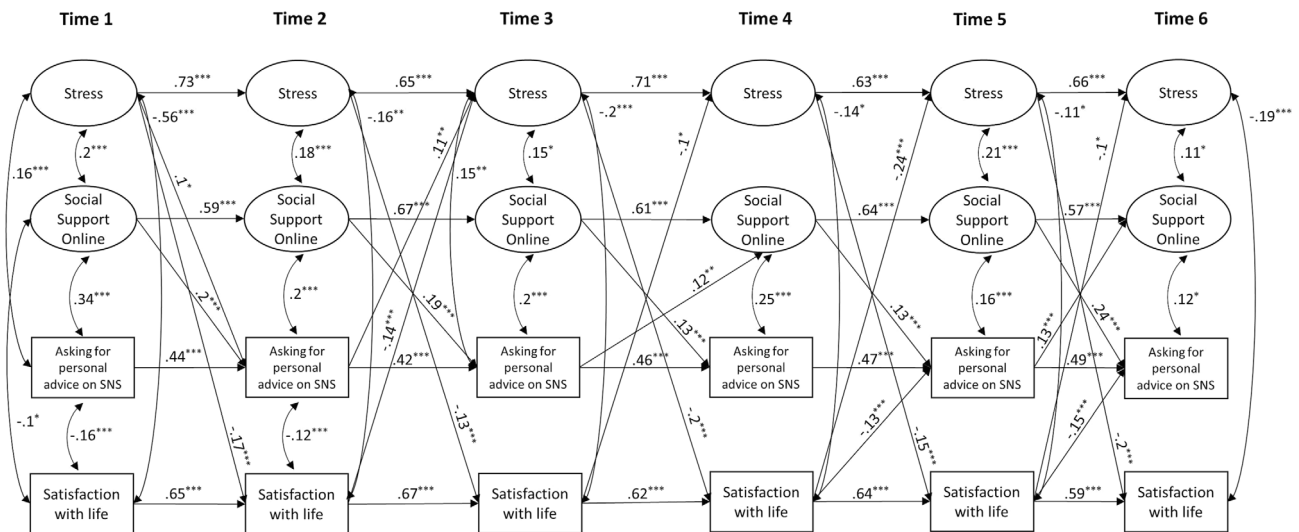 Time 1 Time 2 Time 3 Time 4 Time 5 Time 6
Stress .73*** Stress .65*** Stress .71*** Stress .63*** Stress .66*** Stress
-.56*** -.16** .11** -.2*** -.1* -.14* -.24*** -.11* -.1* -.19***
.16*** .2*** .18*** .15** .15* .21*** .11*
.1*
Social
Support
Online
.59***
Social
Support
Online
.67***
Social
Support
Online
.61***
Social
Support
Online
.64***
Social
Support
Online
.57***
Social
Support
Online
.34*** .2*** .2*** .19*** .2*** .12** .13*** .25*** .13*** .16*** .13*** .24*** .12*
Asking for
personal
advice on SNS
.44***
Asking for
personal
advice on SNS
.42***
Asking for
personal
advice on SNS
.46***
Asking for
personal
advice on SNS
.47***
Asking for
personal
advice on SNS
.49***
Asking for
personal
advice on SNS
-.14***
-.1* -.16*** -.17*** -.12*** -.13*** -.2*** -.13*** -.15*** -.15*** -.2***
Satisfaction
with life
.65***
Satisfaction
with life
.67***
Satisfaction
with life
.62***
Satisfaction
with life
.64***
Satisfaction
with life
.59***
Satisfaction
with life